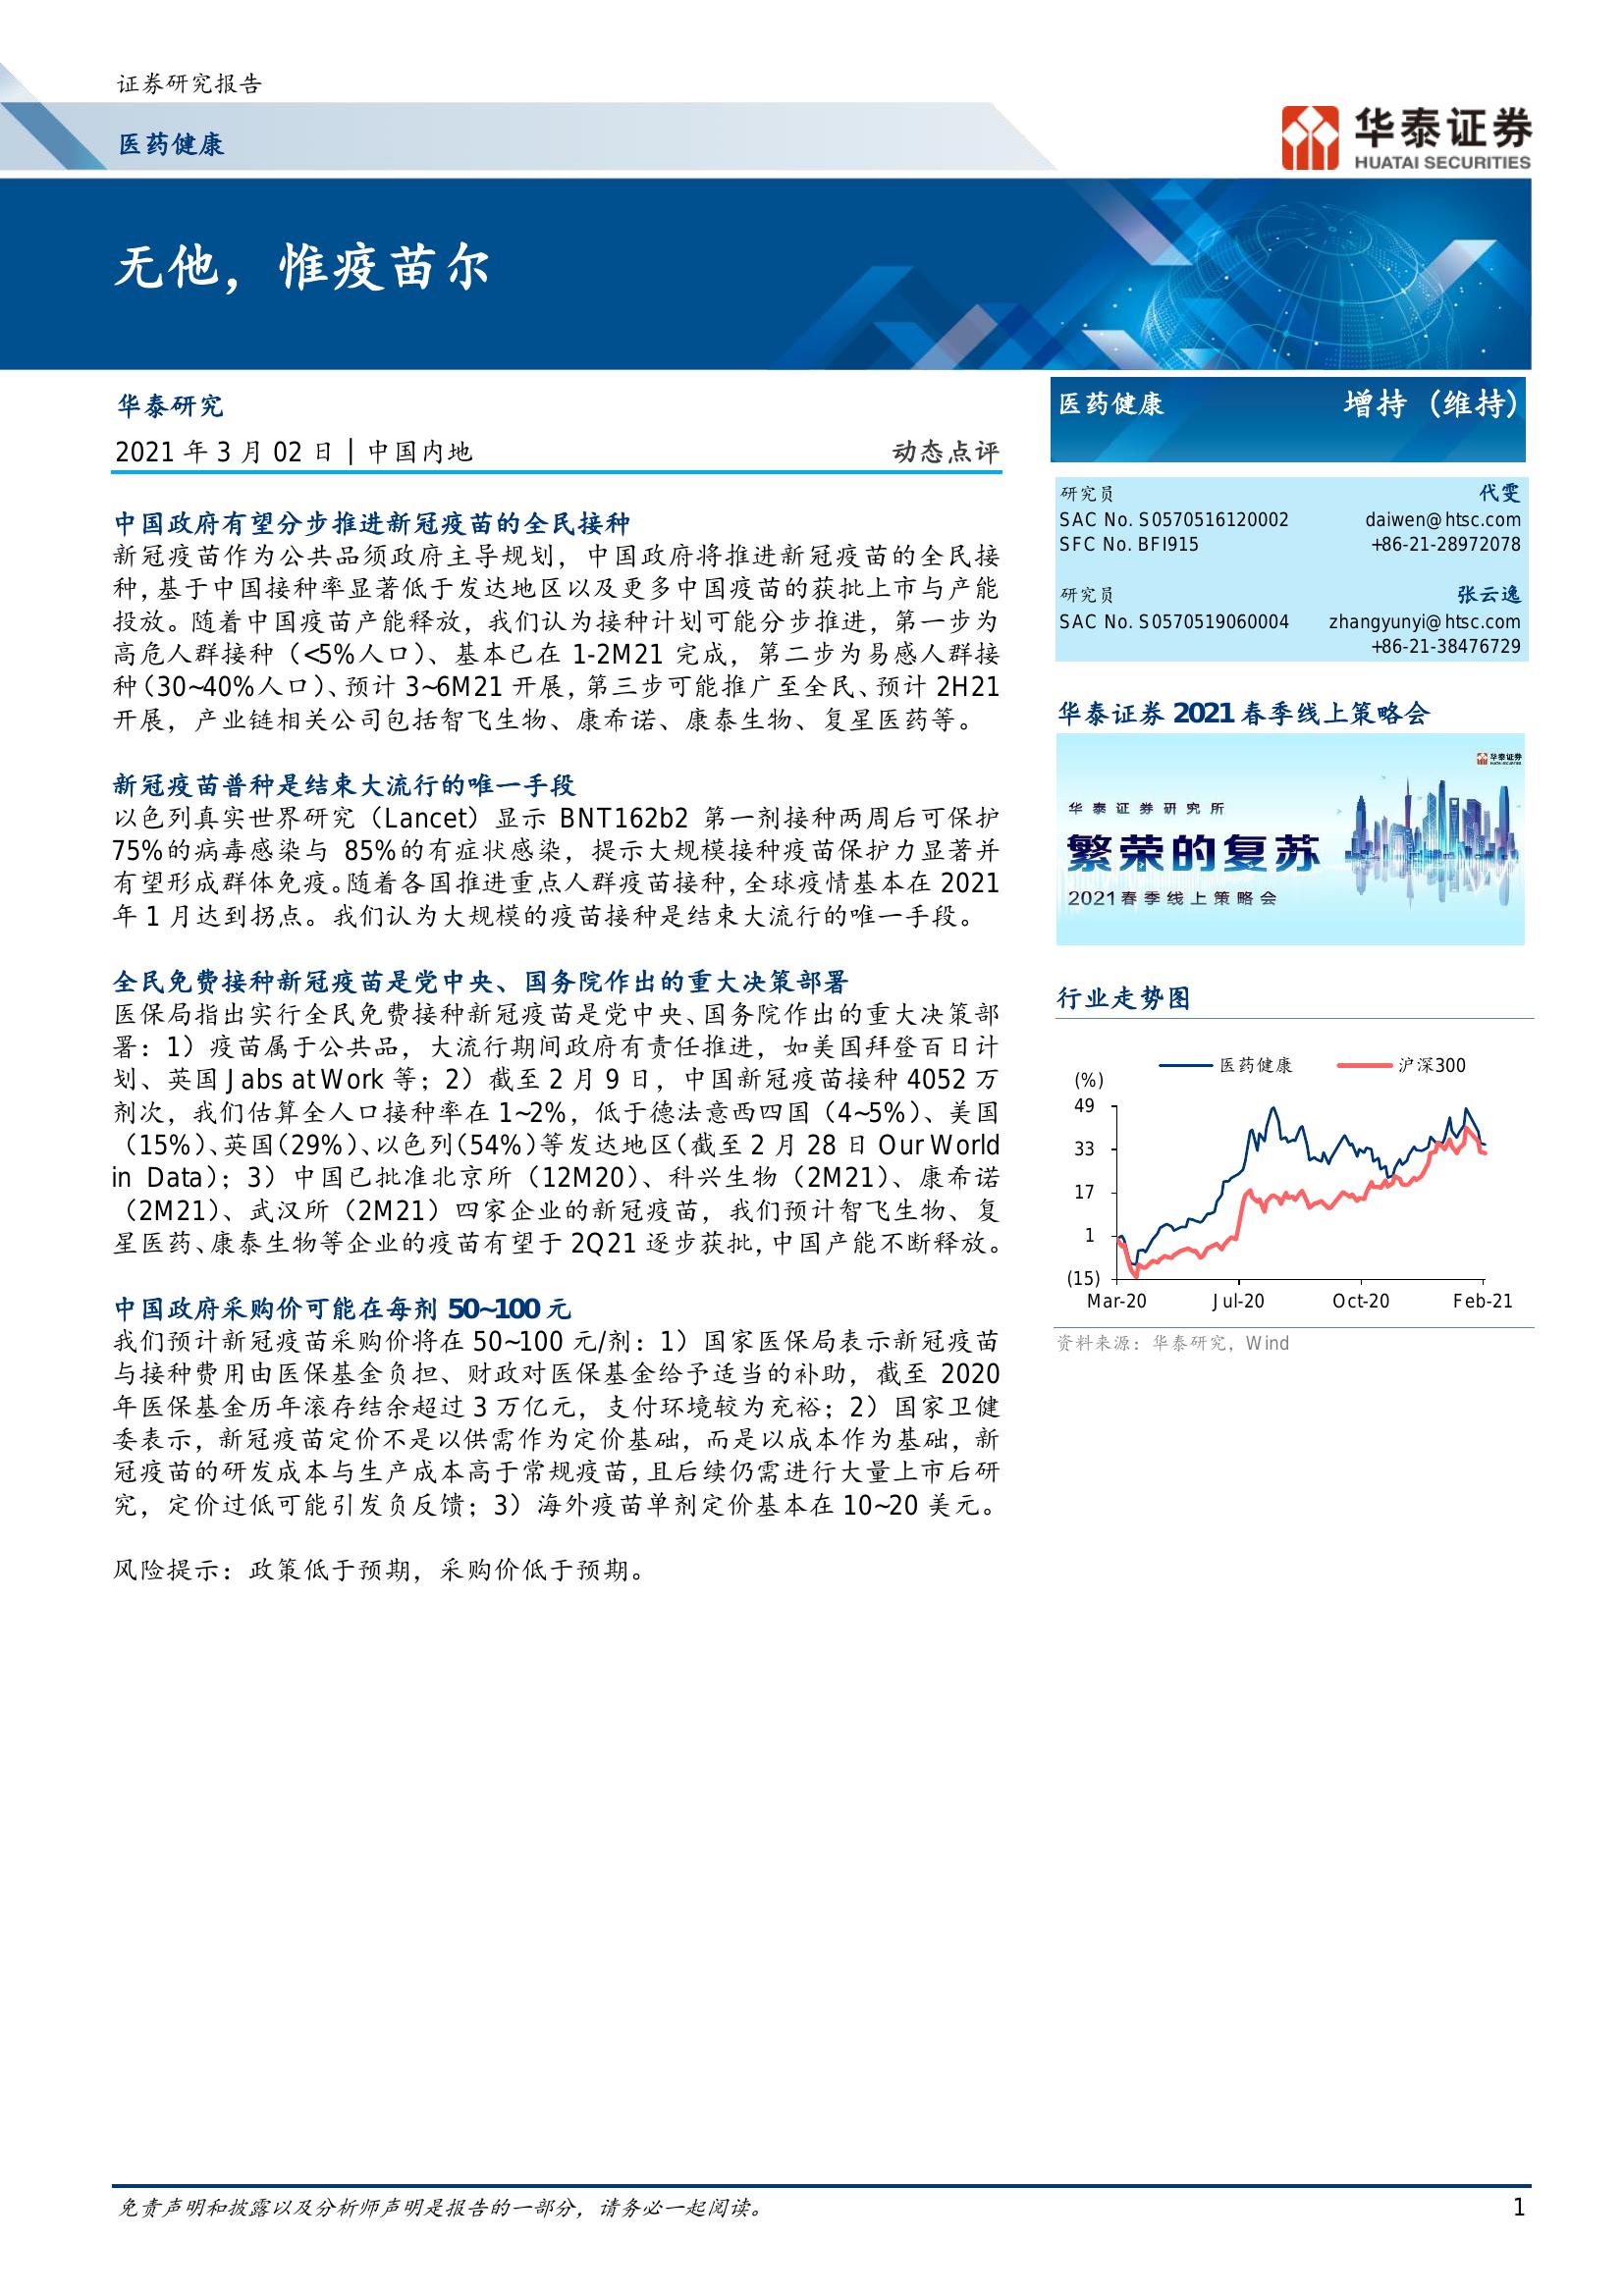 证券研究报告
医药健康
华泰证券
HUATAI SECURITIES
无他，惟疫苗尔
华泰研究
2021 年 3 月 02 日 | 中国内地
动态点评
中国政府有望分步推进新冠疫苗的全民接种
新冠疫苗作为公共品须政府主导规划，中国政府将推进新冠疫苗的全民接
种，基于中国接种率显著低于发达地区以及更多中国疫苗的获批上市与产能
投放。随着中国疫苗产能释放，我们认为接种计划可能分步推进，第一步为
高危人群接种（<5%人口）、基本已在 1-2M21 完成，第二步为易感人群接
种（30~40%人口）、预计 3~6M21 开展，第三步可能推广至全民、预计 2H21
开展，产业链相关公司包括智飞生物、康希诺、康泰生物、复星医药等。
新冠疫苗普种是结束大流行的唯一手段
以色列真实世界研究（Lancet）显示 BNT162b2 第一剂接种两周后可保护
75%的病毒感染与 85%的有症状感染，提示大规模接种疫苗保护力显著并
有望形成群体免疫。随着各国推进重点人群疫苗接种，全球疫情基本在 2021
年 1 月达到拐点。我们认为大规模的疫苗接种是结束大流行的唯一手段。
全民免费接种新冠疫苗是党中央、国务院作出的重大决策部署
医保局指出实行全民免费接种新冠疫苗是党中央、国务院作出的重大决策部
署：1）疫苗属于公共品，大流行期间政府有责任推进，如美国拜登百日计
划、英国 Jabs at Work 等；2）截至 2 月 9 日，中国新冠疫苗接种 4052 万
剂次，我们估算全人口接种率在 1~2%，低于德法意西四国（4~5%）、美国
（15%）、英国（29%）、以色列（54%）等发达地区（截至 2 月 28 日 Our World
in Data）；3）中国已批准北京所（12M20）、科兴生物（2M21）、康希诺
（2M21）、武汉所（2M21）四家企业的新冠疫苗，我们预计智飞生物、复
星医药、康泰生物等企业的疫苗有望于 2Q21 逐步获批，中国产能不断释放。
中国政府采购价可能在每剂 50~100 元
我们预计新冠疫苗采购价将在 50~100 元/剂：1）国家医保局表示新冠疫苗
与接种费用由医保基金负担、财政对医保基金给予适当的补助，截至 2020
年医保基金历年滚存结余超过 3 万亿元，支付环境较为充裕；2）国家卫健
委表示，新冠疫苗定价不是以供需作为定价基础，而是以成本作为基础，新
冠疫苗的研发成本与生产成本高于常规疫苗，且后续仍需进行大量上市后研
究，定价过低可能引发负反馈；3）海外疫苗单剂定价基本在 10~20 美元。
风险提示：政策低于预期，采购价低于预期。
医药健康 增持（维持）
研究员 代雯
SAC No. S0570516120002 daiwen@htsc.com
SFC No. BFI915 +86-21-28972078
研究员 张云逸
SAC No. S0570519060004 zhangyunyi@htsc.com
+86-21-38476729
华泰证券 2021 春季线上策略会
华泰证券
HUATAI SECURITIES
华泰证券研究所
繁荣的复苏
2021春季线上策略会
行业走势图
医药健康 沪深300
(%)
49
33
17
1
(15)
Mar-20 Jul-20 Oct-20 Feb-21
资料来源：华泰研究，Wind
免责声明和披露以及分析师声明是报告的一部分，请务必一起阅读。
1